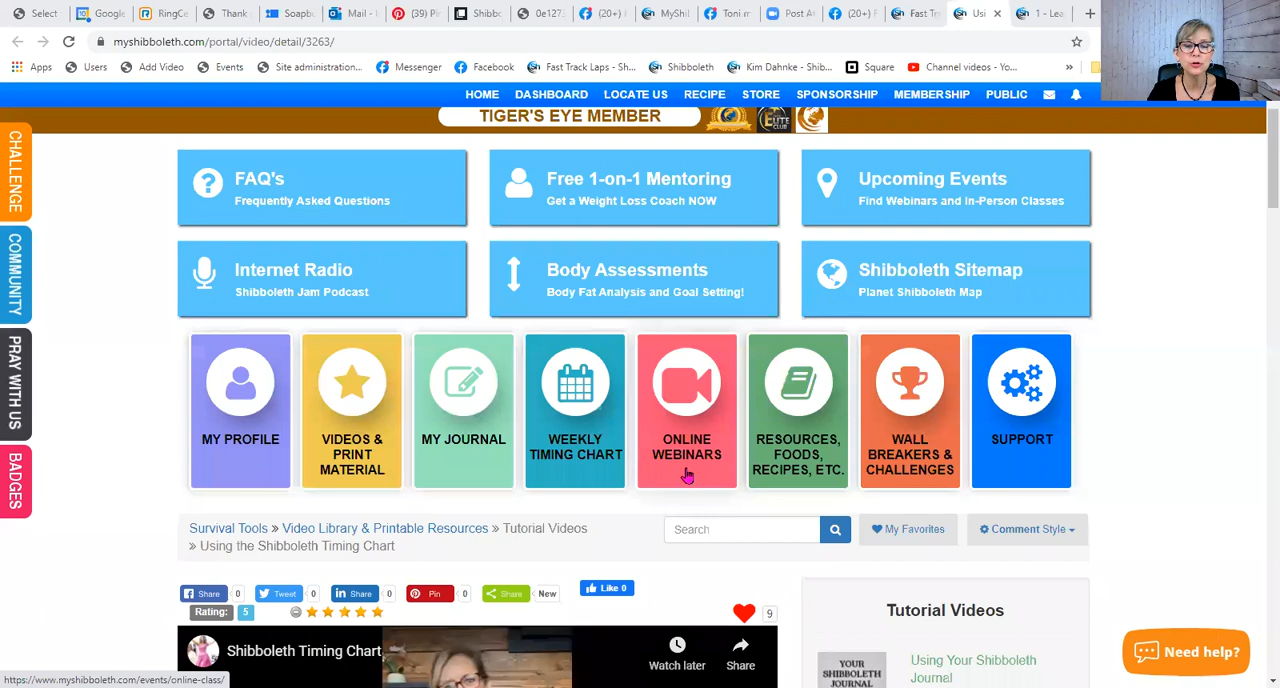 Select
Google
RingCe
Thank
Soapbu
Mail -
(39) Pi
Shibbo
0e127
(20+)
MyShil
Toni m
Post A
(20+) F
Fast Tr
Usi
1 - Lea
myshibboleth.com/portal/video/detail/3263/
Apps
Users
Add Video
Events
Site administration...
Messenger
Faceb
Fast Track Laps - Sh...
Shibboleth
Kim Dahnke - Shib...
Square
Channel videos - Yo...
»
HOME DASHBOARD LOCATE US RECIPE STORE SPONSORSHIP MEMBERSHIP PUBLIC
TIGER'S EYE MEMBER
CHALLENGE
COMMUNITY
PRAY WITH US
BADGES
FAQ's
Frequently Asked Questions
Free 1-on-1 Mentoring
Get a Weight Loss Coach NOW
Upcoming Events
Find Webinars and In-Person Classes
Internet Radio
Shibboleth Jam Podcast
Body Assessments
Body Fat Analysis and Goal Setting!
Shibboleth Sitemap
Planet Shibboleth Map
MY PROFILE
VIDEOS &
PRINT
MATERIAL
MY JOURNAL
WEEKLY
TIMING CHART
ONLINE
WEBINARS
RESOURCES,
FOODS,
RECIPES, ETC.
WALL
BREAKERS &
CHALLENGES
SUPPORT
Survival Tools » Video Library & Printable Resources » Tutorial Videos
» Using the Shibboleth Timing Chart
Search
My Favorites
Comment Style
Share 0
Tweet 0
Share 0
Pin 0
Share New
Like 0
Rating: 5
9
Shibboleth Timing Chart
Watch later
Share
Tutorial Videos
YOUR
SHIBBOLETH
JOURNAL
Using Your Shibboleth
Journal
Need help?
https://www.myshibboleth.com/events/online-class/